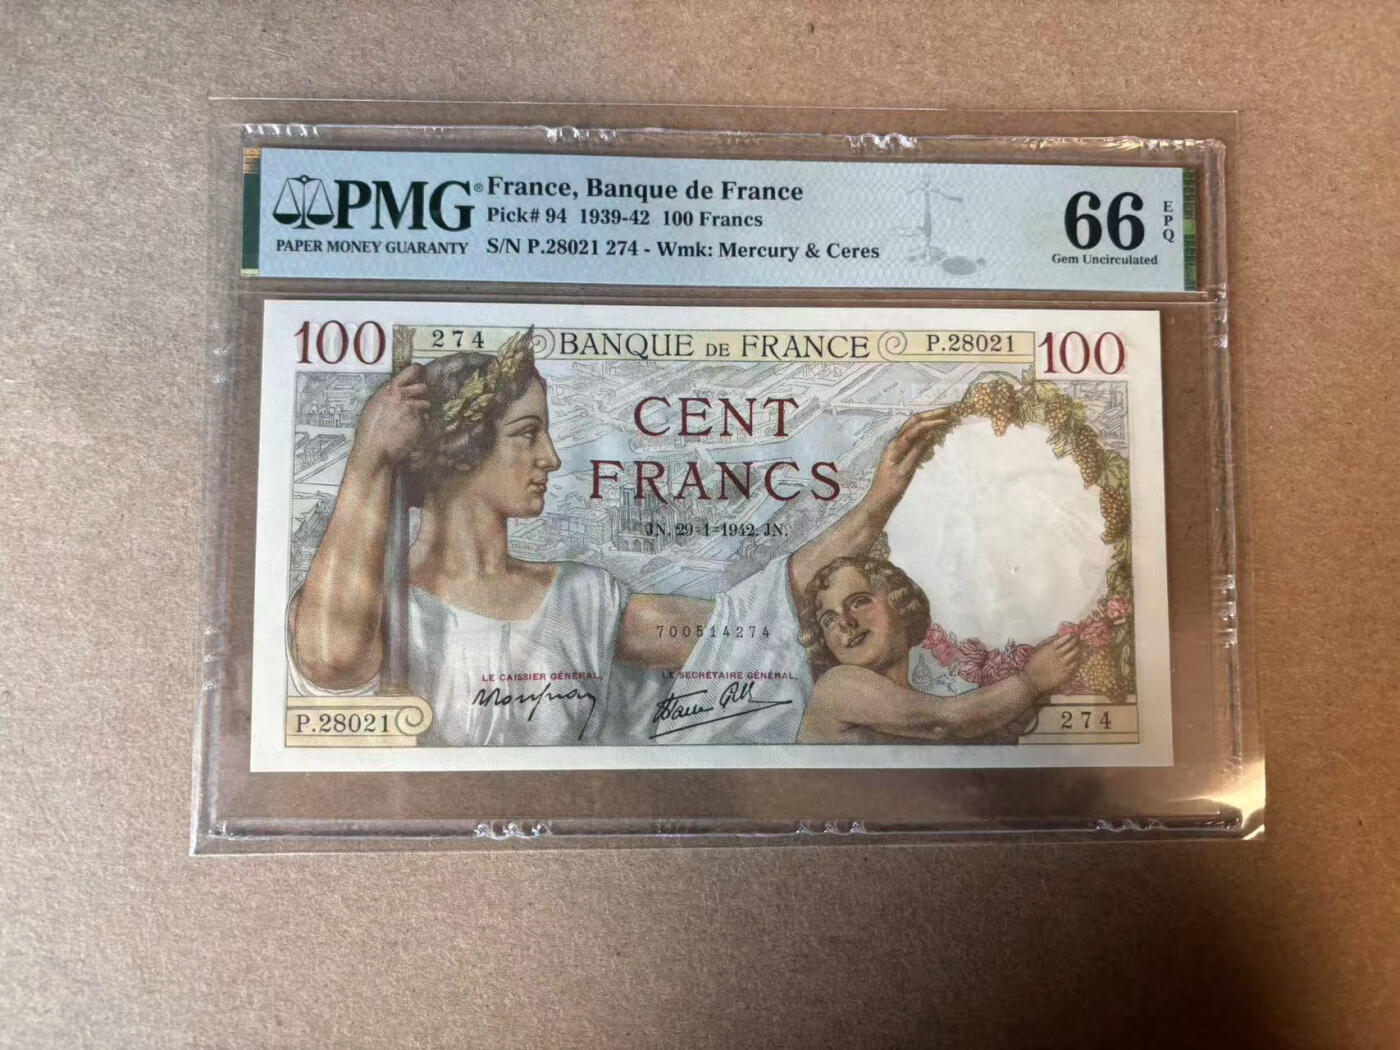 PMG® France, Banque de France
Pick# 94 1939-42 100 Francs
PAPER MONEY GUARANTY
S/N P.28021 274 - Wmk: Mercury & Ceres
66
EPQ
Gem Uncirculated
100 274 BANQUE DE FRANCE P.28021 100
CENT
FRANCS
JN. 29=1=1942. JN.
700514274
LE CAISSIER GÉNÉRAL, LE SECRÉTAIRE GÉNÉRAL,
P.28021 274